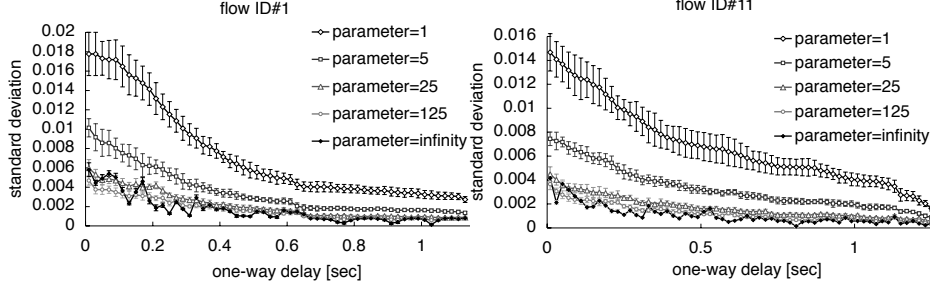 flow ID#1
standard deviation
0.02
0.018
0.016
0.014
0.012
0.01
0.008
0.006
0.004
0.002
0
0 0.2 0.4 0.6 0.8 1
one-way delay [sec]
parameter=1
parameter=5
parameter=25
parameter=125
parameter=infinity
flow ID#11
standard deviation
0.016
0.014
0.012
0.01
0.008
0.006
0.004
0.002
0
0 0.5 1
one-way delay [sec]
parameter=1
parameter=5
parameter=25
parameter=125
parameter=infinity